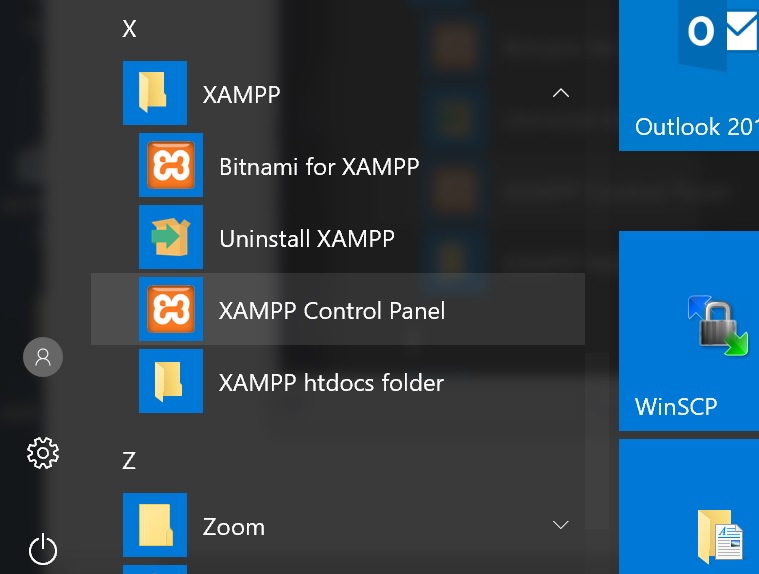 X
XAMPP
Bitnami for XAMPP
Uninstall XAMPP
XAMPP Control Panel
XAMPP htdocs folder
Z
Zoom
Outlook 201
WinSCP